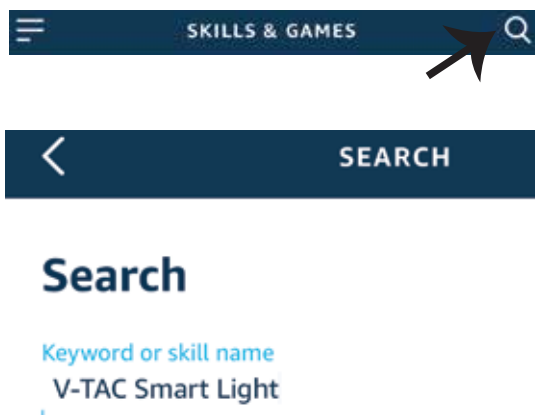 SKILLS & GAMES
SEARCH
Search
Keyword or skill name
V-TAC Smart Light